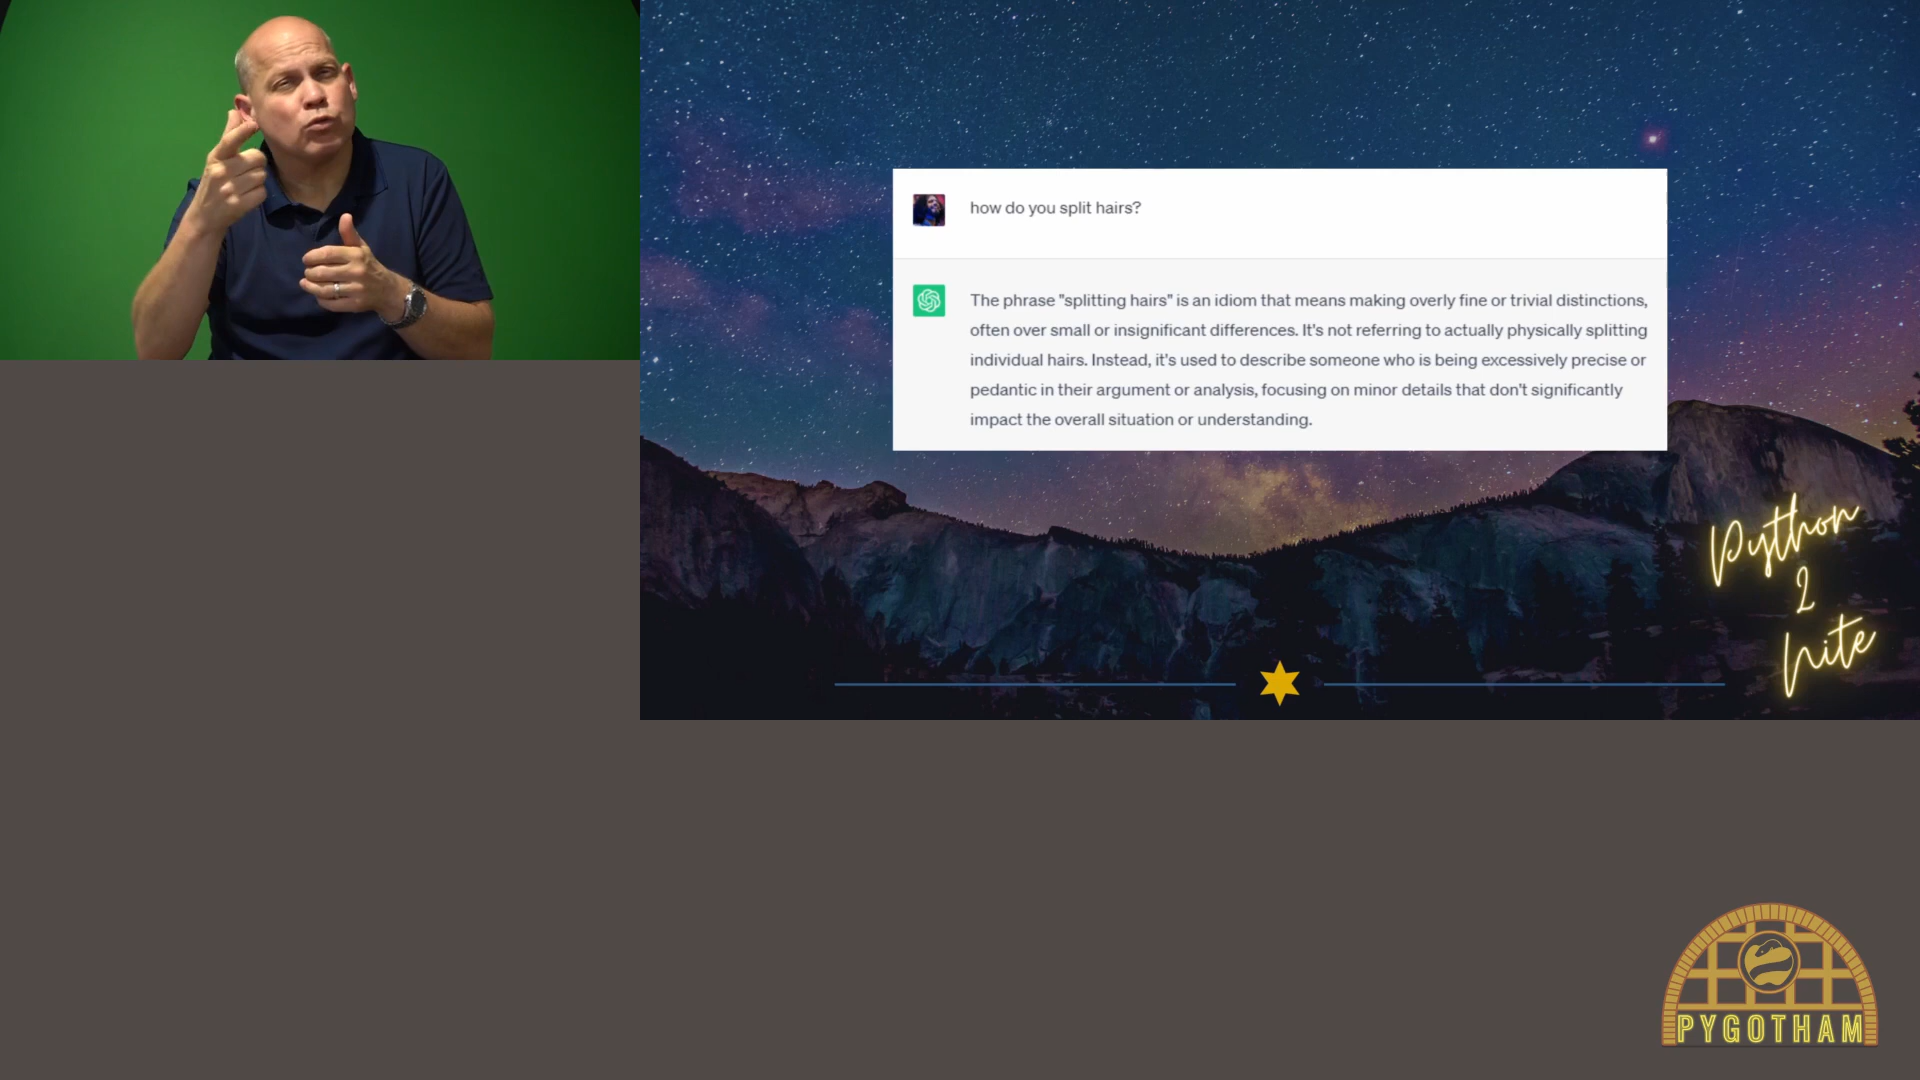 how do you split hairs?
The phrase "splitting hairs" is an idiom that means making overly fine or trivial distinctions,
often over small or insignificant differences. It's not referring to actually physically splitting
individual hairs. Instead, it's used to describe someone who is being excessively precise or
pedantic in their argument or analysis, focusing on minor details that don't significantly
impact the overall situation or understanding.
Python
2
Nite
PYGOTHAM